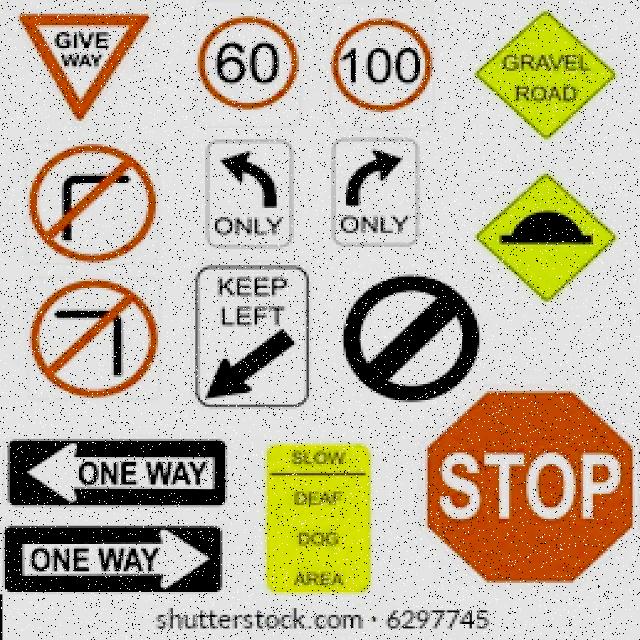 GIVE
WAY
60
100
GRAVEL
ROAD
ONLY
ONLY
KEEP
LEFT
ONE WAY
ONE WAY
SLOW
DEAF
DOG
AREA
STOP
shutterstock.com · 6297745